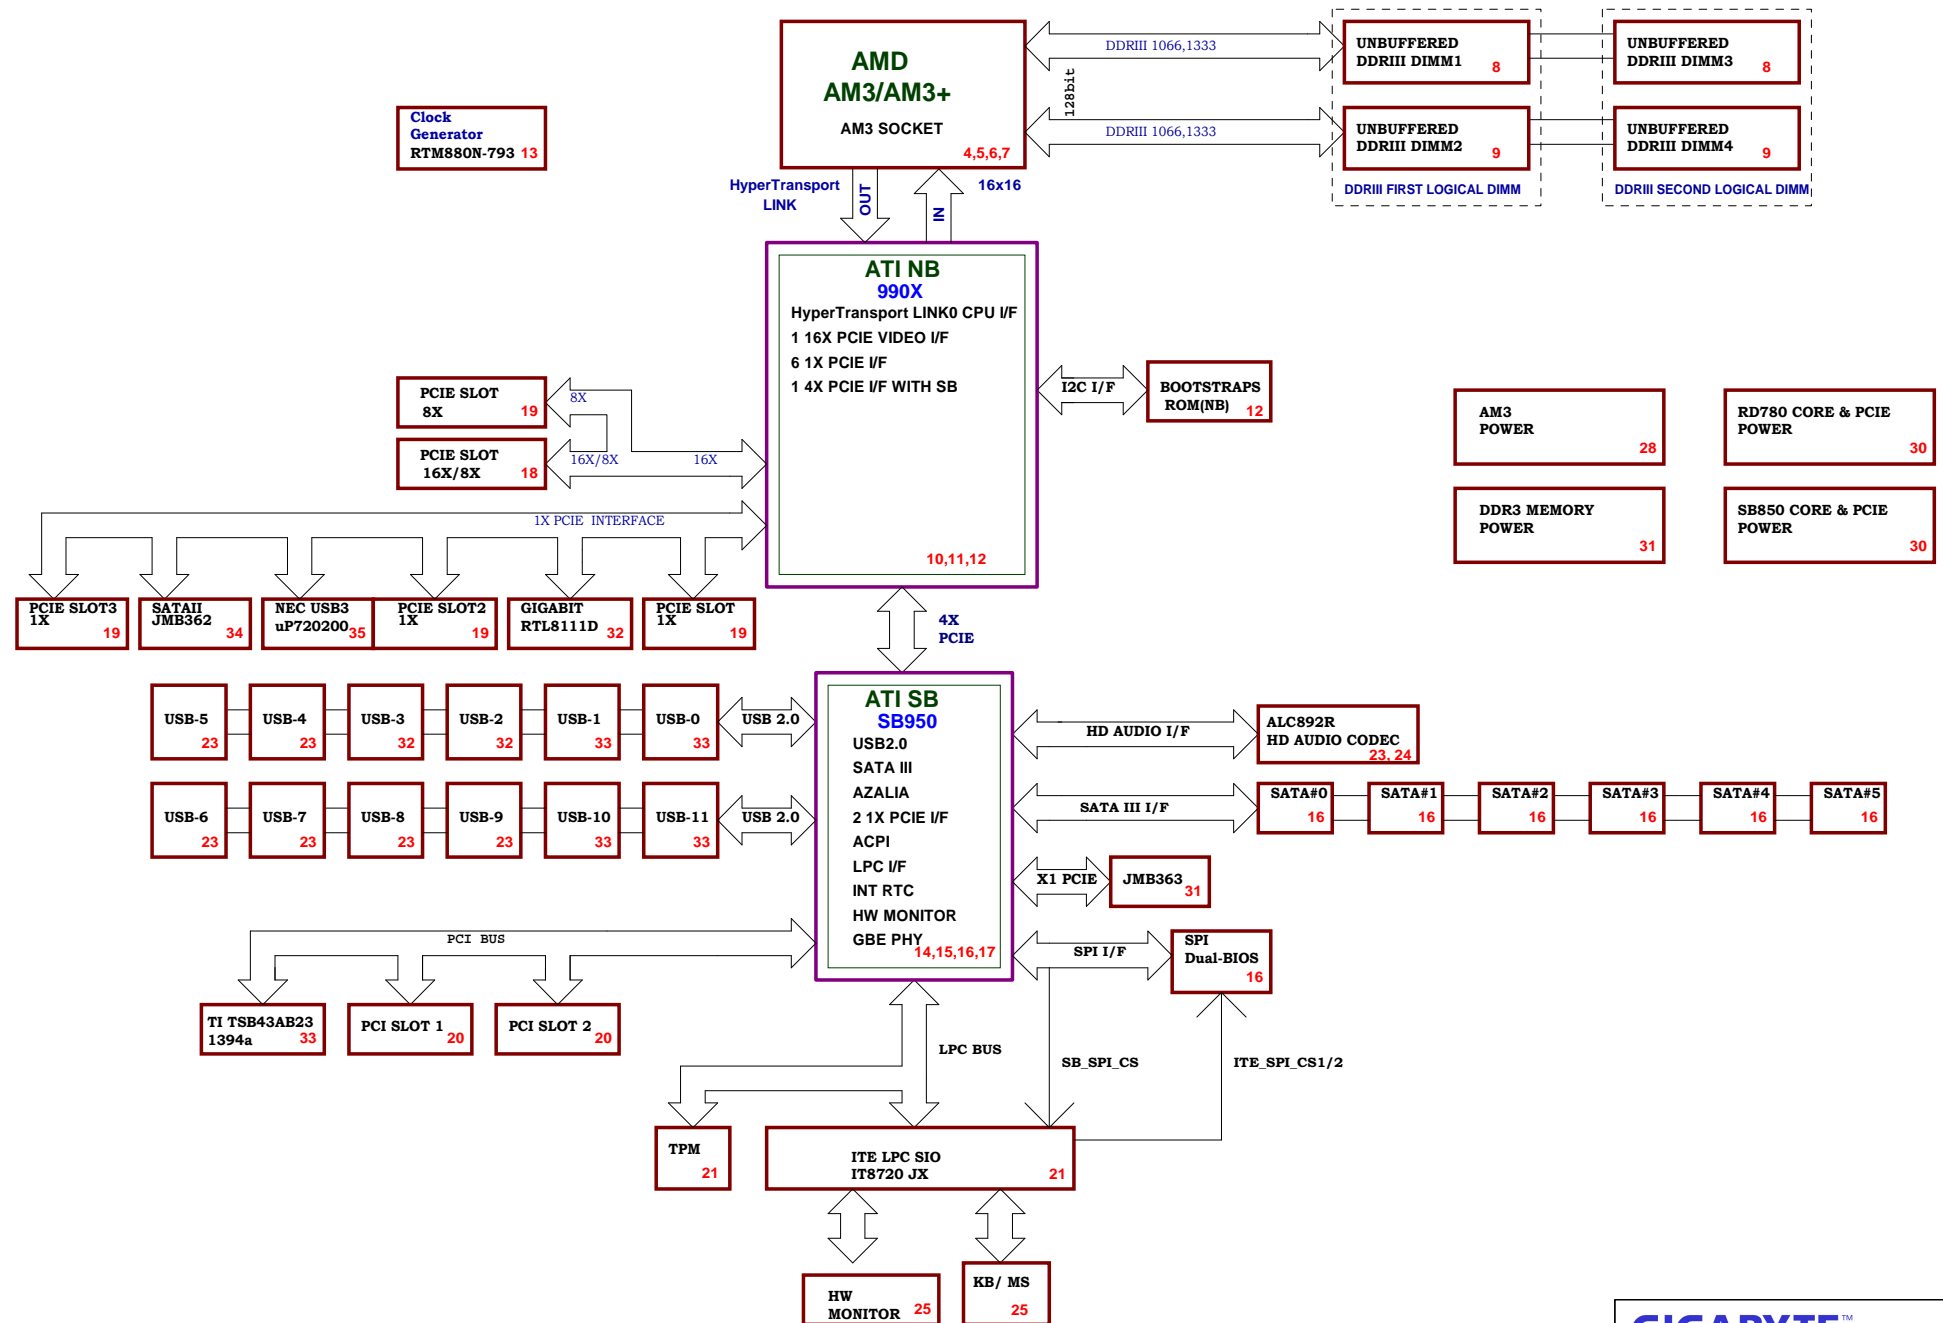 AMD
AM3/AM3+
AM3 SOCKET
4,5,6,7
DDRIII 1066,1333
128bit
DDRIII 1066,1333
UNBUFFERED
DDRIII DIMM1
8
UNBUFFERED
DDRIII DIMM3
8
UNBUFFERED
DDRIII DIMM2
9
UNBUFFERED
DDRIII DIMM4
9
DDRIII FIRST LOGICAL DIMM
DDRIII SECOND LOGICAL DIMM
Clock
Generator
RTM880N-793 13
HyperTransport
LINK
OUT
IN
16x16
ATI NB
990X
HyperTransport LINK0 CPU I/F
1 16X PCIE VIDEO I/F
6 1X PCIE I/F
1 4X PCIE I/F WITH SB
10,11,12
I2C I/F
BOOTSTRAPS
ROM(NB) 12
PCIE SLOT
8X 19
8X
PCIE SLOT
16X/8X 18
16X/8X
16X
AM3
POWER
28
RD780 CORE & PCIE
POWER
30
DDR3 MEMORY
POWER
31
SB850 CORE & PCIE
POWER
30
1X PCIE INTERFACE
PCIE SLOT3
1X
19
SATAII
JMB362
34
NEC USB3
uP720200
35
PCIE SLOT2
1X
19
GIGABIT
RTL8111D
32
PCIE SLOT
1X
19
4X
PCIE
ATI SB
SB950
USB2.0
SATA III
AZALIA
2 1X PCIE I/F
ACPI
LPC I/F
INT RTC
HW MONITOR
GBE PHY
14,15,16,17
USB-5
23
USB-4
23
USB-3
32
USB-2
32
USB-1
33
USB-0
33
USB 2.0
USB-6
23
USB-7
23
USB-8
23
USB-9
23
USB-10
33
USB-11
33
USB 2.0
HD AUDIO I/F
ALC892R
HD AUDIO CODEC
23, 24
SATA III I/F
SATA#0
16
SATA#1
16
SATA#2
16
SATA#3
16
SATA#4
16
SATA#5
16
X1 PCIE
JMB363
31
SPI I/F
SPI
Dual-BIOS
16
PCI BUS
TI TSB43AB23
1394a
33
PCI SLOT 1
20
PCI SLOT 2
20
LPC BUS
SB_SPI_CS
ITE_SPI_CS1/2
TPM
21
ITE LPC SIO
IT8720 JX
21
HW
MONITOR
25
KB/ MS
25
GIGABYTE™